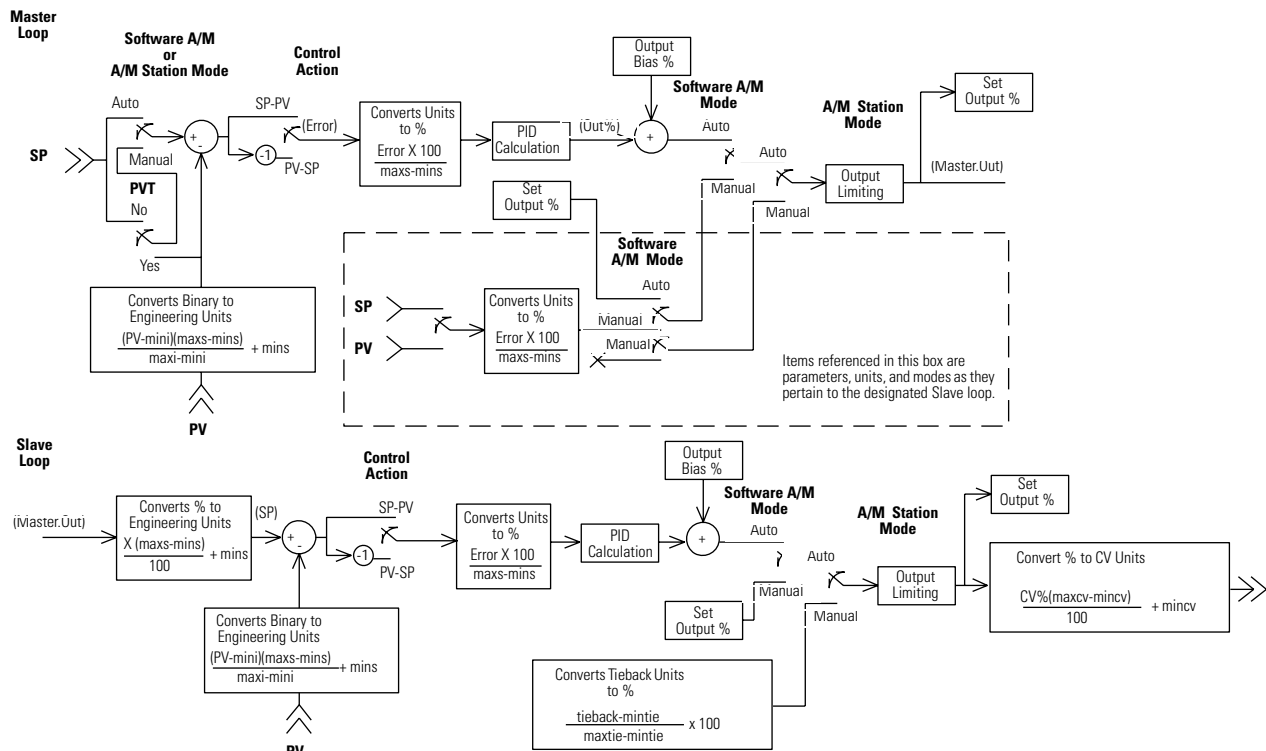 Master
Loop
Software A/M
or
A/M Station Mode
Control
Action
Output
Bias %
Software A/M
Mode
A/M Station
Mode
Set
Output %
SP
Auto
Manual
PVT
No
Yes
+
-
SP-PV
-1
PV-SP
(Error)
Converts Units
to %
Error X 100
maxs-mins
PID
Calculation
(Out%)
+
Auto
Manual
Auto
Manual
Output
Limiting
(Master.Out)
Set
Output %
Software
A/M Mode
Auto
Manual
Manual
SP
PV
Converts Units
to %
Error X 100
maxs-mins
Items referenced in this box are
parameters, units, and modes as they
pertain to the designated Slave loop.
Converts Binary to
Engineering Units
(PV-mini)(maxs-mins)
maxi-mini
+ mins
PV
Slave
Loop
Control
Action
Output
Bias %
Software A/M
Mode
A/M Station
Mode
Set
Output %
(Master.Out)
Converts % to
Engineering Units
X (maxs-mins)
100
+ mins
(SP)
+
-
SP-PV
-1
PV-SP
Converts Units
to %
Error X 100
maxs-mins
PID
Calculation
+
Auto
Manual
Set
Output %
Auto
Manual
Output
Limiting
Convert % to CV Units
CV%(maxcv-mincv)
100
+ mincv
Converts Binary to
Engineering Units
(PV-mini)(maxs-mins)
maxi-mini
+ mins
PV
Converts Tieback Units
to %
tieback-mintie
maxtie-mintie
x 100